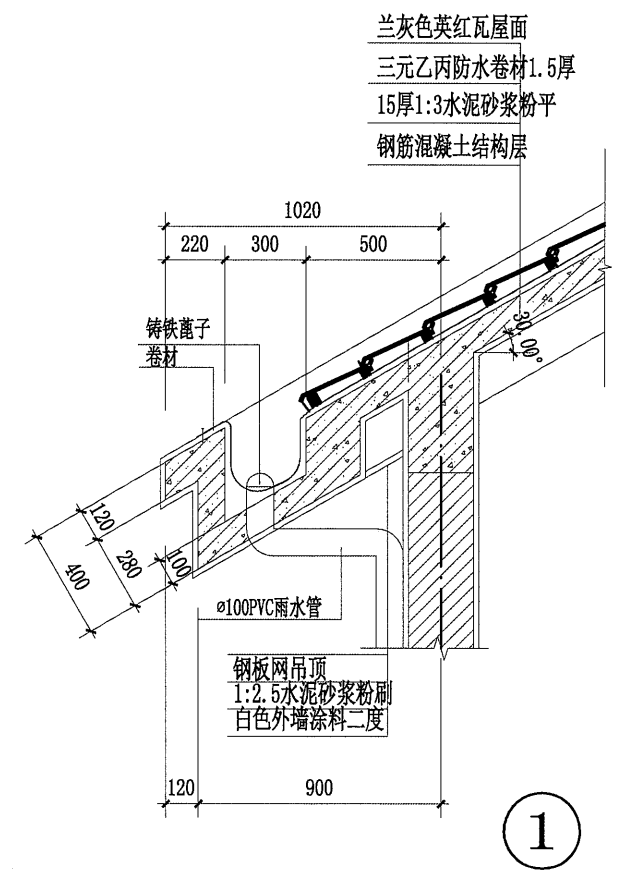 兰灰色英红瓦屋面
三元乙丙防水卷材1.5厚
15厚1:3水泥砂浆粉平
钢筋混凝土结构层
1020
220
300
500
铸铁蓖子
卷材
30.00°
120
280
100
400
ø100PVC雨水管
钢板网吊顶
1:2.5水泥砂浆粉刷
白色外墙涂料二度
120
900
1